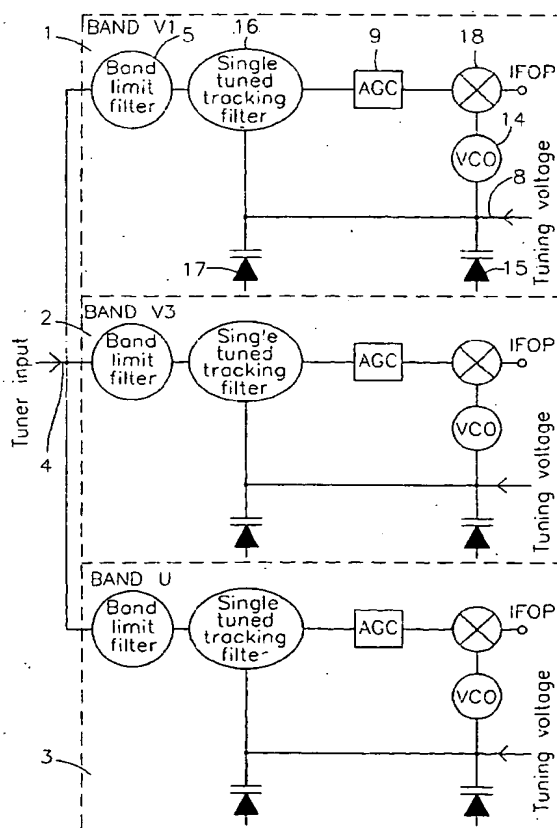 BAND V1
1
5
16
9
18
Band
limit
filter
Single
tuned
tracking
filter
AGC
IFOP
14
VCO
8
17
15
Tuning voltage
Tuner input
4
2
BAND V3
Band
limit
filter
Sing'e
tuned
tracking
filter
AGC
IFOP
VCO
Tuning voltage
BAND U
Band
limit
filter
Single
tuned
tracking
filte-
AGC
IFOP
VCO
3
Tuning voltage